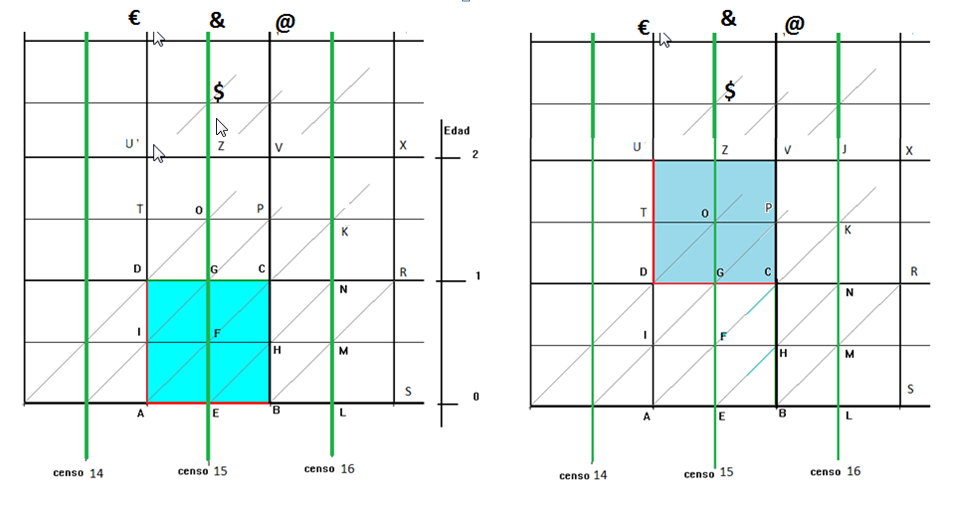 € & @
$
Edad
U' Z V X 2
T O P
K
D G C R 1
N
I F
H M
S 0
A E B L
censo 14 censo 15 censo 16
€ & @
$
U Z V J X
T O P
K
D G C R
N
I F
H M
S
A E B L
censo 14 censo 15 censo 16